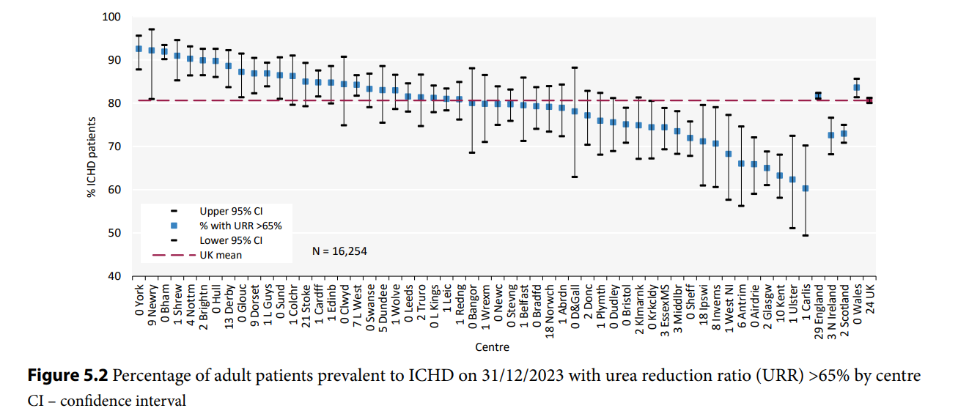 100
90
80
70
60
50
40
% ICHD patients
Upper 95% CI
% with URR >65%
Lower 95% CI
UK mean
N = 16,254
0 York
9 Newry
0 Bham
1 Shrew
4 Nottm
2 Brightn
0 Hull
13 Derby
0 Glouc
9 Dorset
1 L Guys
0 Sund
1 Colchr
21 Stoke
1 Cardff
1 Edinb
0 Clwyd
7 L West
0 Swanse
5 Dundee
1 Wolve
0 Leeds
2 Truro
0 L Kings
1 Leic
1 Redng
0 Bangor
1 Wrexm
0 Newc
0 Stevng
1 Belfast
0 Bradfd
18 Norwch
1 Abrdn
0 D&Gall
2 Donc
1 Plymth
0 Dudley
0 Bristol
2 Klmarnk
0 Krkcldy
3 EssexMS
3 Middlbr
0 Sheff
18 Ipswi
8 Inverns
1 West NI
6 Antrim
0 Airdrie
2 Glasgw
10 Kent
1 Ulster
1 Carlis
29 England
3 N Ireland
2 Scotland
0 Wales
24 UK
Centre
Figure 5.2 Percentage of adult patients prevalent to ICHD on 31/12/2023 with urea reduction ratio (URR) >65% by centre
CI – confidence interval